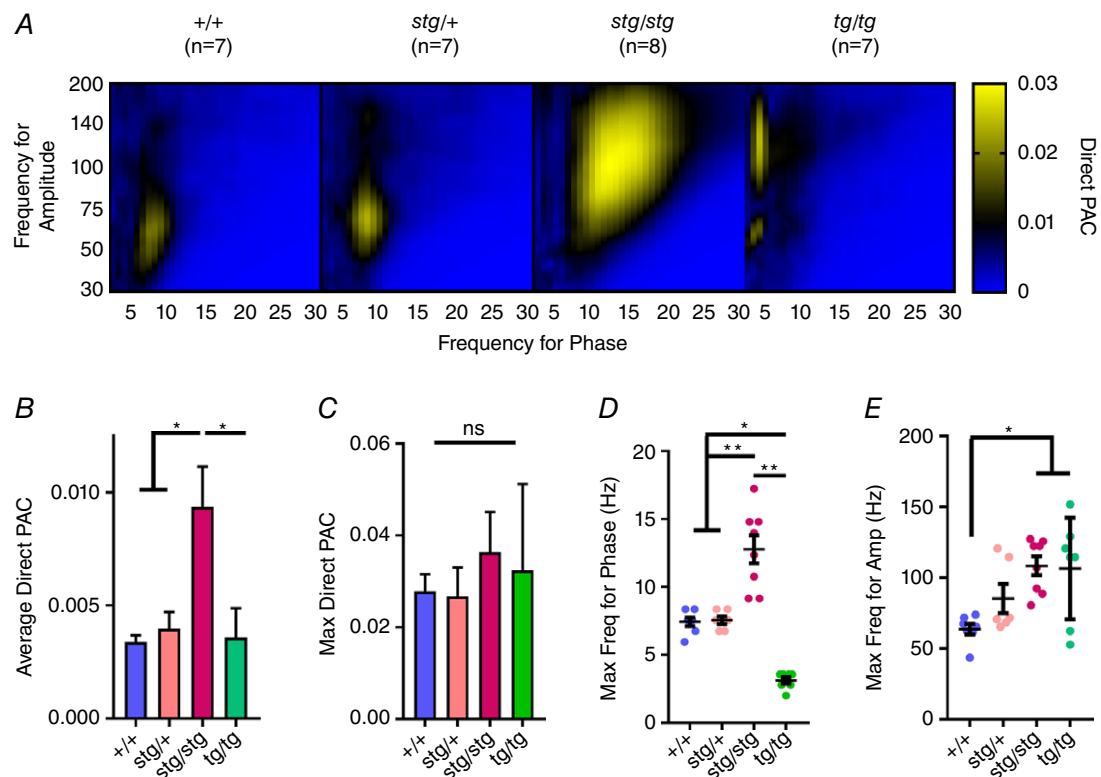 A
+/+ stg/+ stg/stg tg/tg
(n=7) (n=7) (n=8) (n=7)
Frequency for
Amplitude
200
140
100
75
50
30
5 10 15 20 25 30 5 10 15 20 25 30 5 10 15 20 25 30 5 10 15 20 25 30
Frequency for Phase
0.03
0.02
0.01
0
Direct PAC
B
* *
Average Direct PAC
0.010
0.005
0.000
+/+ stg/+ stg/stg tg/tg
C
ns
Max Direct PAC
0.06
0.04
0.02
0.00
+/+ stg/+ stg/stg tg/tg
D
*
** **
Max Freq for Phase (Hz)
20
15
10
5
0
+/+ stg/+ stg/stg tg/tg
E
*
Max Freq for Amp (Hz)
200
150
100
50
0
+/+ stg/+ stg/stg tg/tg